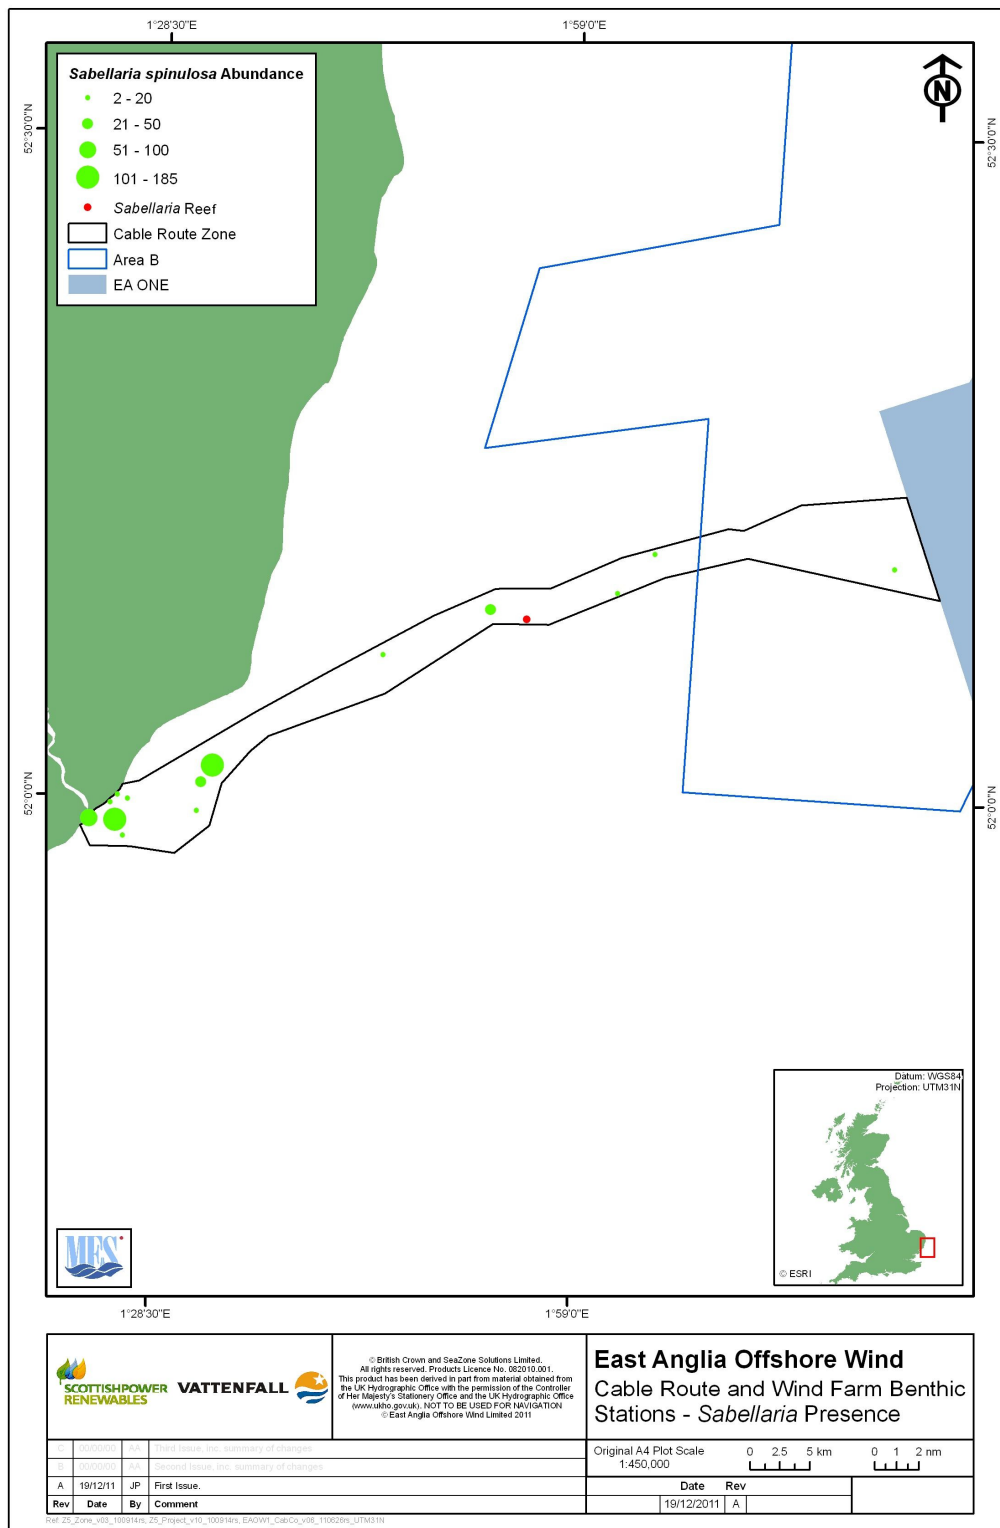 1°28'30"E
1°59'0"E
52°30'0"N
52°30'0"N
Sabellaria spinulosa Abundance
2 - 20
21 - 50
51 - 100
101 - 185
Sabellaria Reef
Cable Route Zone
Area B
EA ONE
N
52°0'0"N
52°0'0"N
Datum: WGS84
Projection: UTM31N
© ESRI
MES
1°28'30"E
1°59'0"E
SCOTTISHPOWER
RENEWABLES
VATTENFALL
© British Crown and SeaZone Solutions Limited.
All rights reserved. Products Licence No. 082010.001.
This product has been derived in part from material obtained from
the UK Hydrographic Office with the permission of the Controller
of Her Majesty's Stationery Office and the UK Hydrographic Office
(www.ukho.gov.uk). NOT TO BE USED FOR NAVIGATION
© East Anglia Offshore Wind Limited 2011
East Anglia Offshore Wind
Cable Route and Wind Farm Benthic
Stations - Sabellaria Presence
C 00/00/00 AA Third Issue, inc. summary of changes
B 00/00/00 AA Second Issue, inc. summary of changes
A 19/12/11 JP First Issue.
Rev Date By Comment
Original A4 Plot Scale
1:450,000
0 2.5 5 km
0 1 2 nm
Date Rev
19/12/2011 A
Ref: Z5_Zone_v03_100914rs, Z5_Project_v10_100914rs, EAOW1_CabCo_v06_110626rs_UTM31N